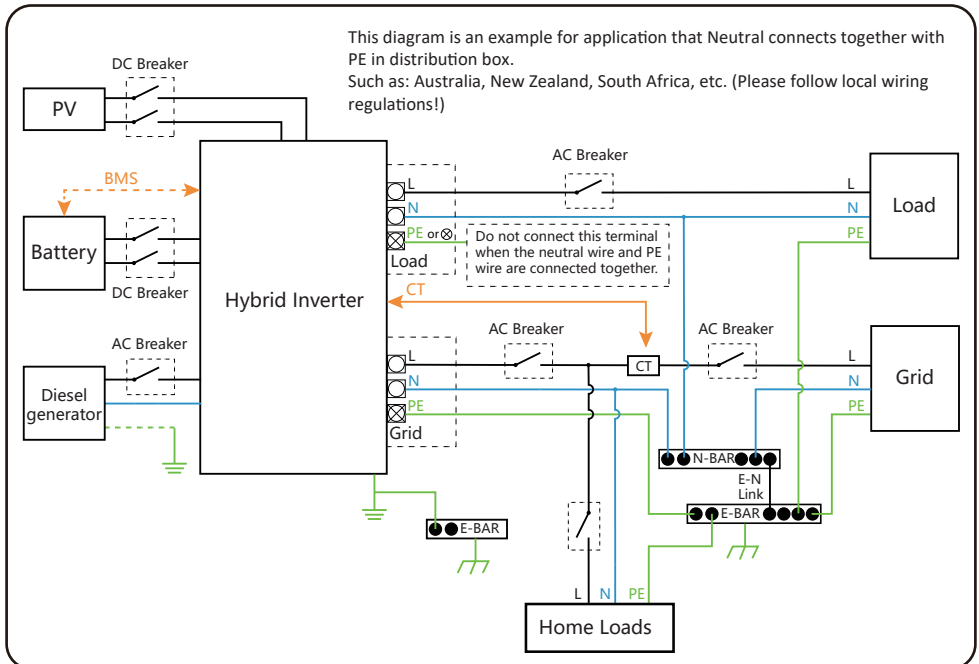 This diagram is an example for application that Neutral connects together with
PE in distribution box.
Such as: Australia, New Zealand, South Africa, etc. (Please follow local wiring
regulations!)
DC Breaker
PV
AC Breaker
BMS
L
L
N
N
Load
PE or⊗
PE
Battery
Do not connect this terminal
when the neutral wire and PE
wire are connected together.
Load
DC Breaker
Hybrid Inverter
CT
AC Breaker
AC Breaker
AC Breaker
L
CT
L
N
N
Grid
Diesel
generator
PE
PE
Grid
N-BAR
E-N
Link
E-BAR
E-BAR
L
N
PE
Home Loads